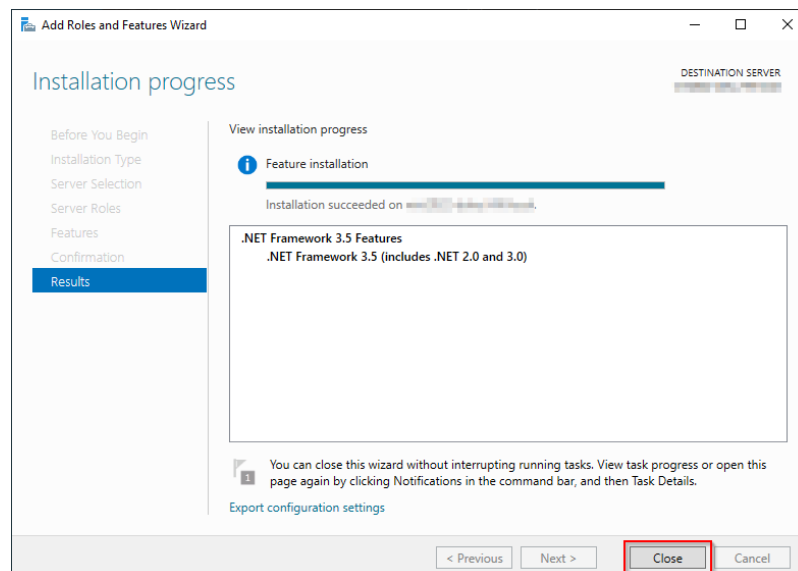 Add Roles and Features Wizard
Installation progress
DESTINATION SERVER
Before You Begin
Installation Type
Server Selection
Server Roles
Features
Confirmation
Results
View installation progress
Feature installation
Installation succeeded on
.NET Framework 3.5 Features
.NET Framework 3.5 (includes .NET 2.0 and 3.0)
1
You can close this wizard without interrupting running tasks. View task progress or open this
page again by clicking Notifications in the command bar, and then Task Details.
Export configuration settings
< Previous
Next >
Close
Cancel